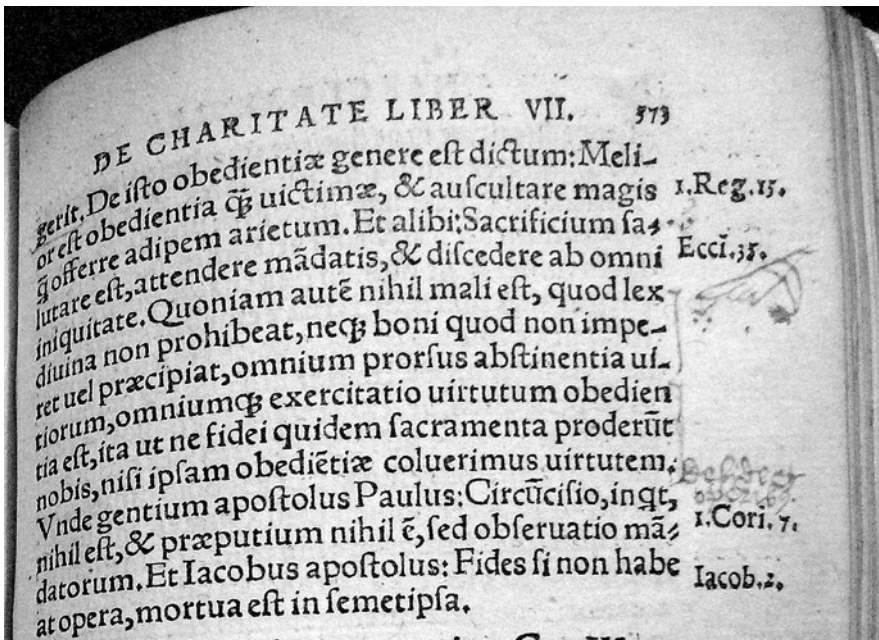 DE CHARITATE LIBER VII. 573
gerit. De iſto obedientiæ genere eſt dictum: Meli-
or eſt obedientia q̃ꝫ uictimæ, & auſcultare magis 1. Reg. 15.
q̃ offerre adipem arietum. Et alibi: Sacrificium ſa-
lutare eſt, attendere mãdatis, & diſcedere ab omni Eccĩ. 35.
iniquitate. Quoniam autẽ nihil mali eſt, quod lex
diuina non prohibeat, neqꝫ boni quod non impe-
ret uel præcipiat, omnium prorſus abſtinentia ui-
tiorum, omniumqꝫ exercitatio uirtutum obedien
tia eſt, ita ut ne fidei quidem ſacramenta proderũt
nobis, niſi ipſam obediẽtiæ coluerimus uirtutem.
Vnde gentium apoſtolus Paulus: Circũciſio, inqt,
nihil eſt, & præputium nihil ẽ, ſed obſeruatio mã- 1. Cori. 7.
datorum. Et Iacobus apoſtolus: Fides ſi non habe
at opera, mortua eſt in ſemetipſa. Iacob. 2.